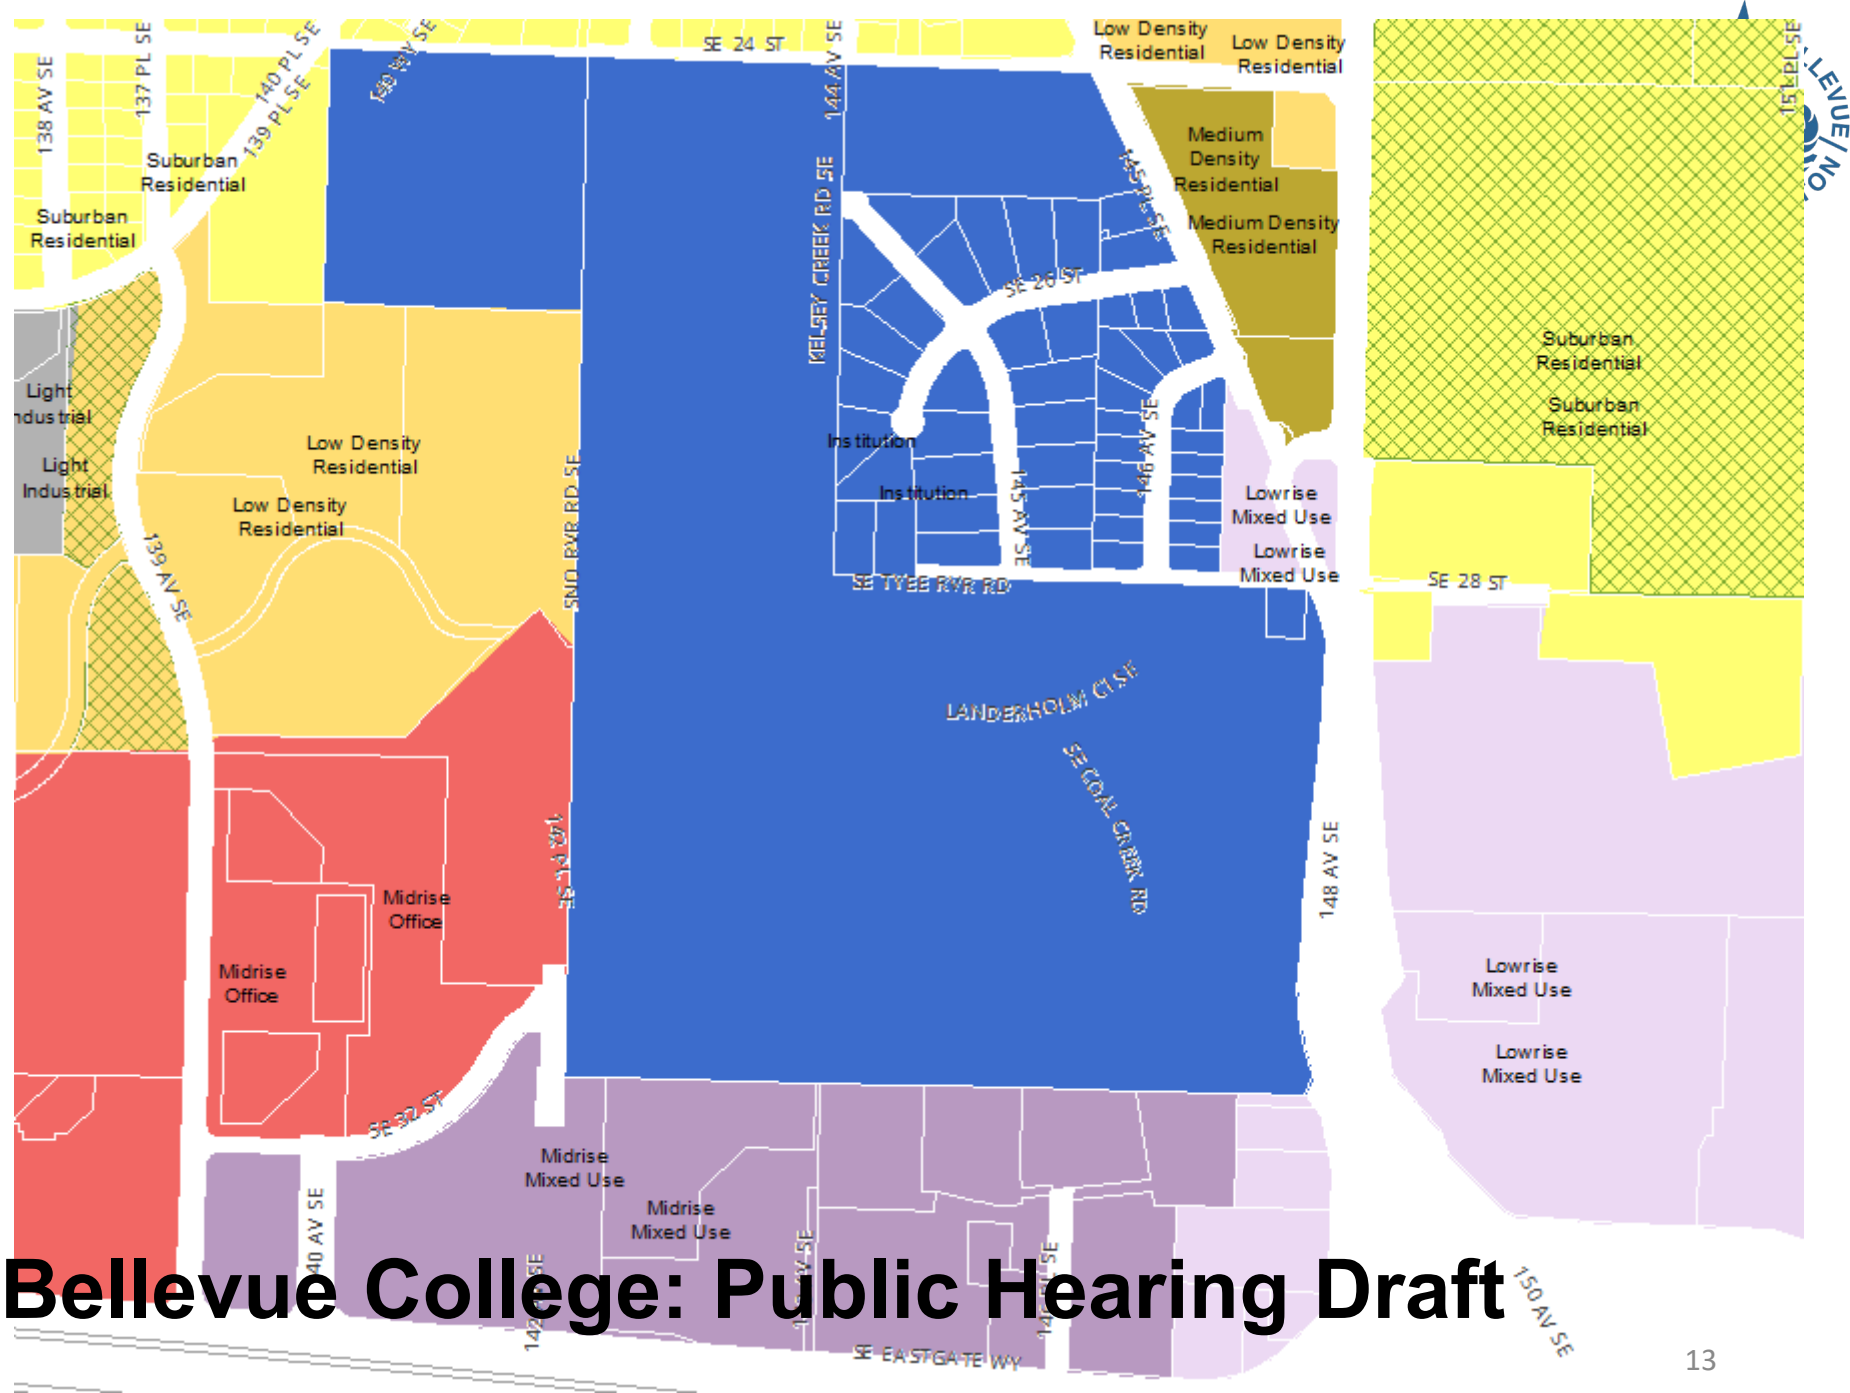 SE 24 ST
144 AV SE
Low Density
Residential
Low Density
Residential
138 AV SE
137 PL SE
140 PL SE
139 PL SE
151 PL SE
Suburban
Residential
Suburban
Residential
Medium
Density
Residential
Medium Density
Residential
145 PL SE
KELSEY CREEK RD SE
SE 26 ST
Suburban
Residential
Suburban
Residential
Light
ndustrial
Light
Industrial
Low Density
Residential
Low Density
Residential
Institution
Institution
SNO RVR RD SE
145 AV SE
146 AV SE
Lowrise
Mixed Use
Lowrise
Mixed Use
139 AV SE
SE TYEE RVR RD
SE 28 ST
LANDERHOLM CI SE
SE COAL CREEK RD
148 AV SE
Midrise
Office
Midrise
Office
Lowrise
Mixed Use
Lowrise
Mixed Use
SE 32 ST
Midrise
Mixed Use
Midrise
Mixed Use
40 AV SE
Bellevue College: Public Hearing Draft
150 AV SE
SE EASTGATE WY
13